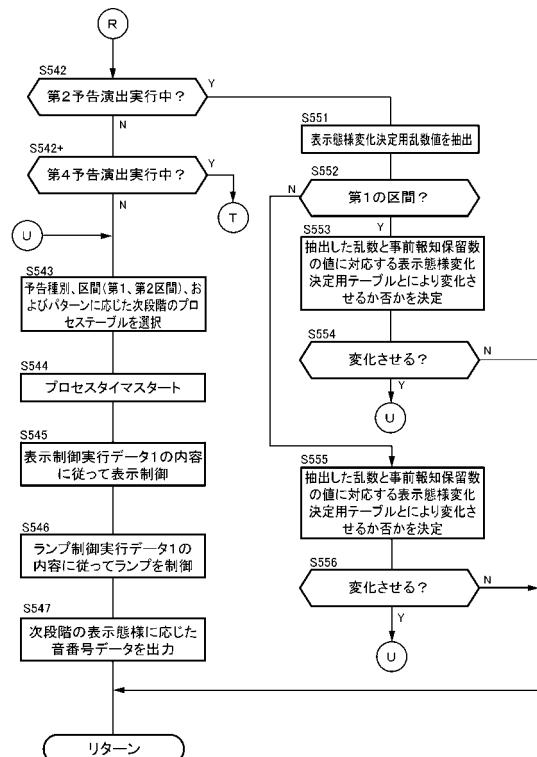 R
S542
第2予告演出実行中？
Y
N
S542+
第4予告演出実行中？
Y
T
N
U
S543
予告種別、区間(第1、第2区間)、お
よびパターンに応じた次段階のプロ
セステーブルを選択
S544
プロセスタイマスタート
S545
表示制御実行データ1の内容
に従って表示制御
S546
ランプ制御実行データ1の
内容に従ってランプを制御
S547
次段階の表示態様に応じた
音番号データを出力
リターン
S551
表示態様変化決定用乱数値を抽出
S552
N
第1の区間？
Y
S553
抽出した乱数と事前報知保留数
の値に対応する表示態様変化
決定用テーブルとにより変化さ
せるか否かを決定
S554
変化させる？
N
Y
U
S555
抽出した乱数と事前報知保留数
の値に対応する表示態様変化
決定用テーブルとにより変化さ
せるか否かを決定
S556
変化させる？
N
Y
U